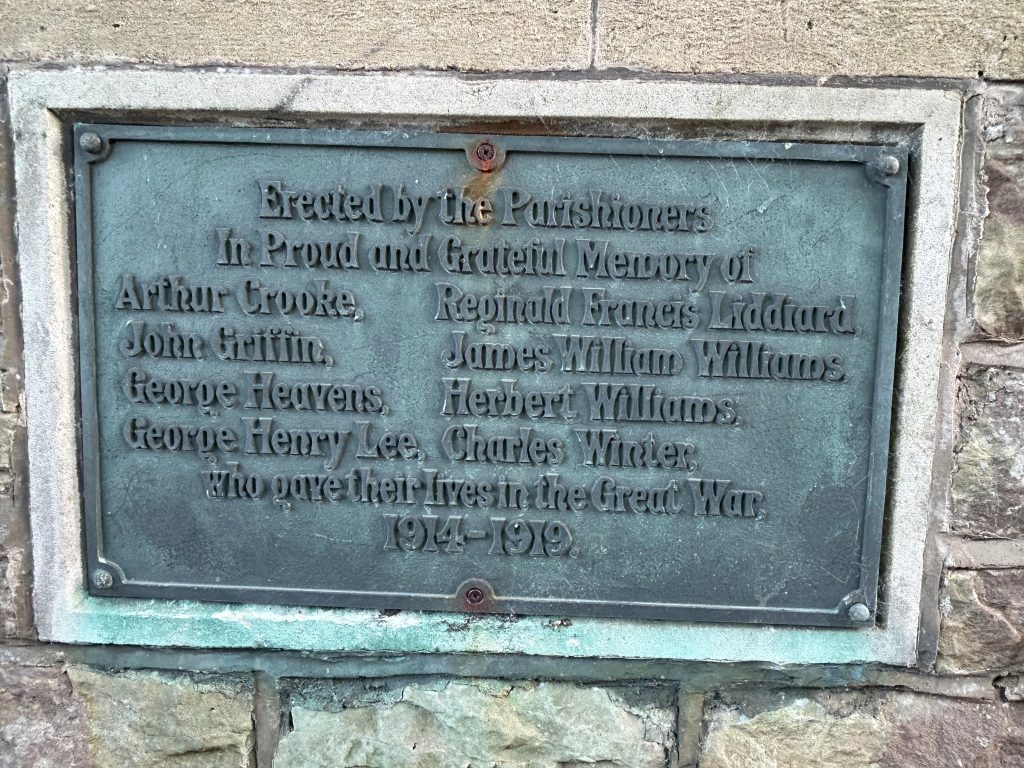 Erected by the Parishioners
In Proud and Grateful Memory of
Arthur Crooke, Reginald Francis Liddiard,
John Griffin, James William Williams,
George Heavens, Herbert Williams,
George Henry Lee, Charles Winter,
who gave their lives in the Great War,
1914-1919.